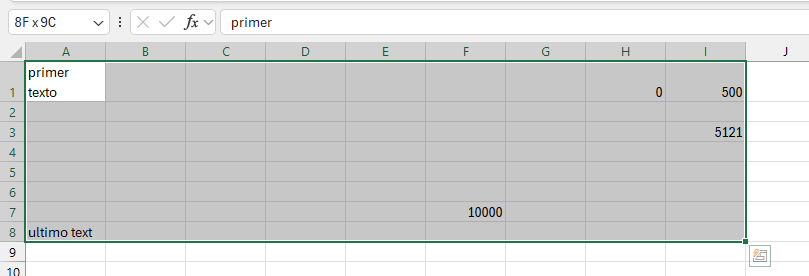 8F x 9C fx primer
A B C D E F G H I J
primer
1 texto 0 500
2
3 5121
4
5
6
7 10000
8 ultimo text
9
10